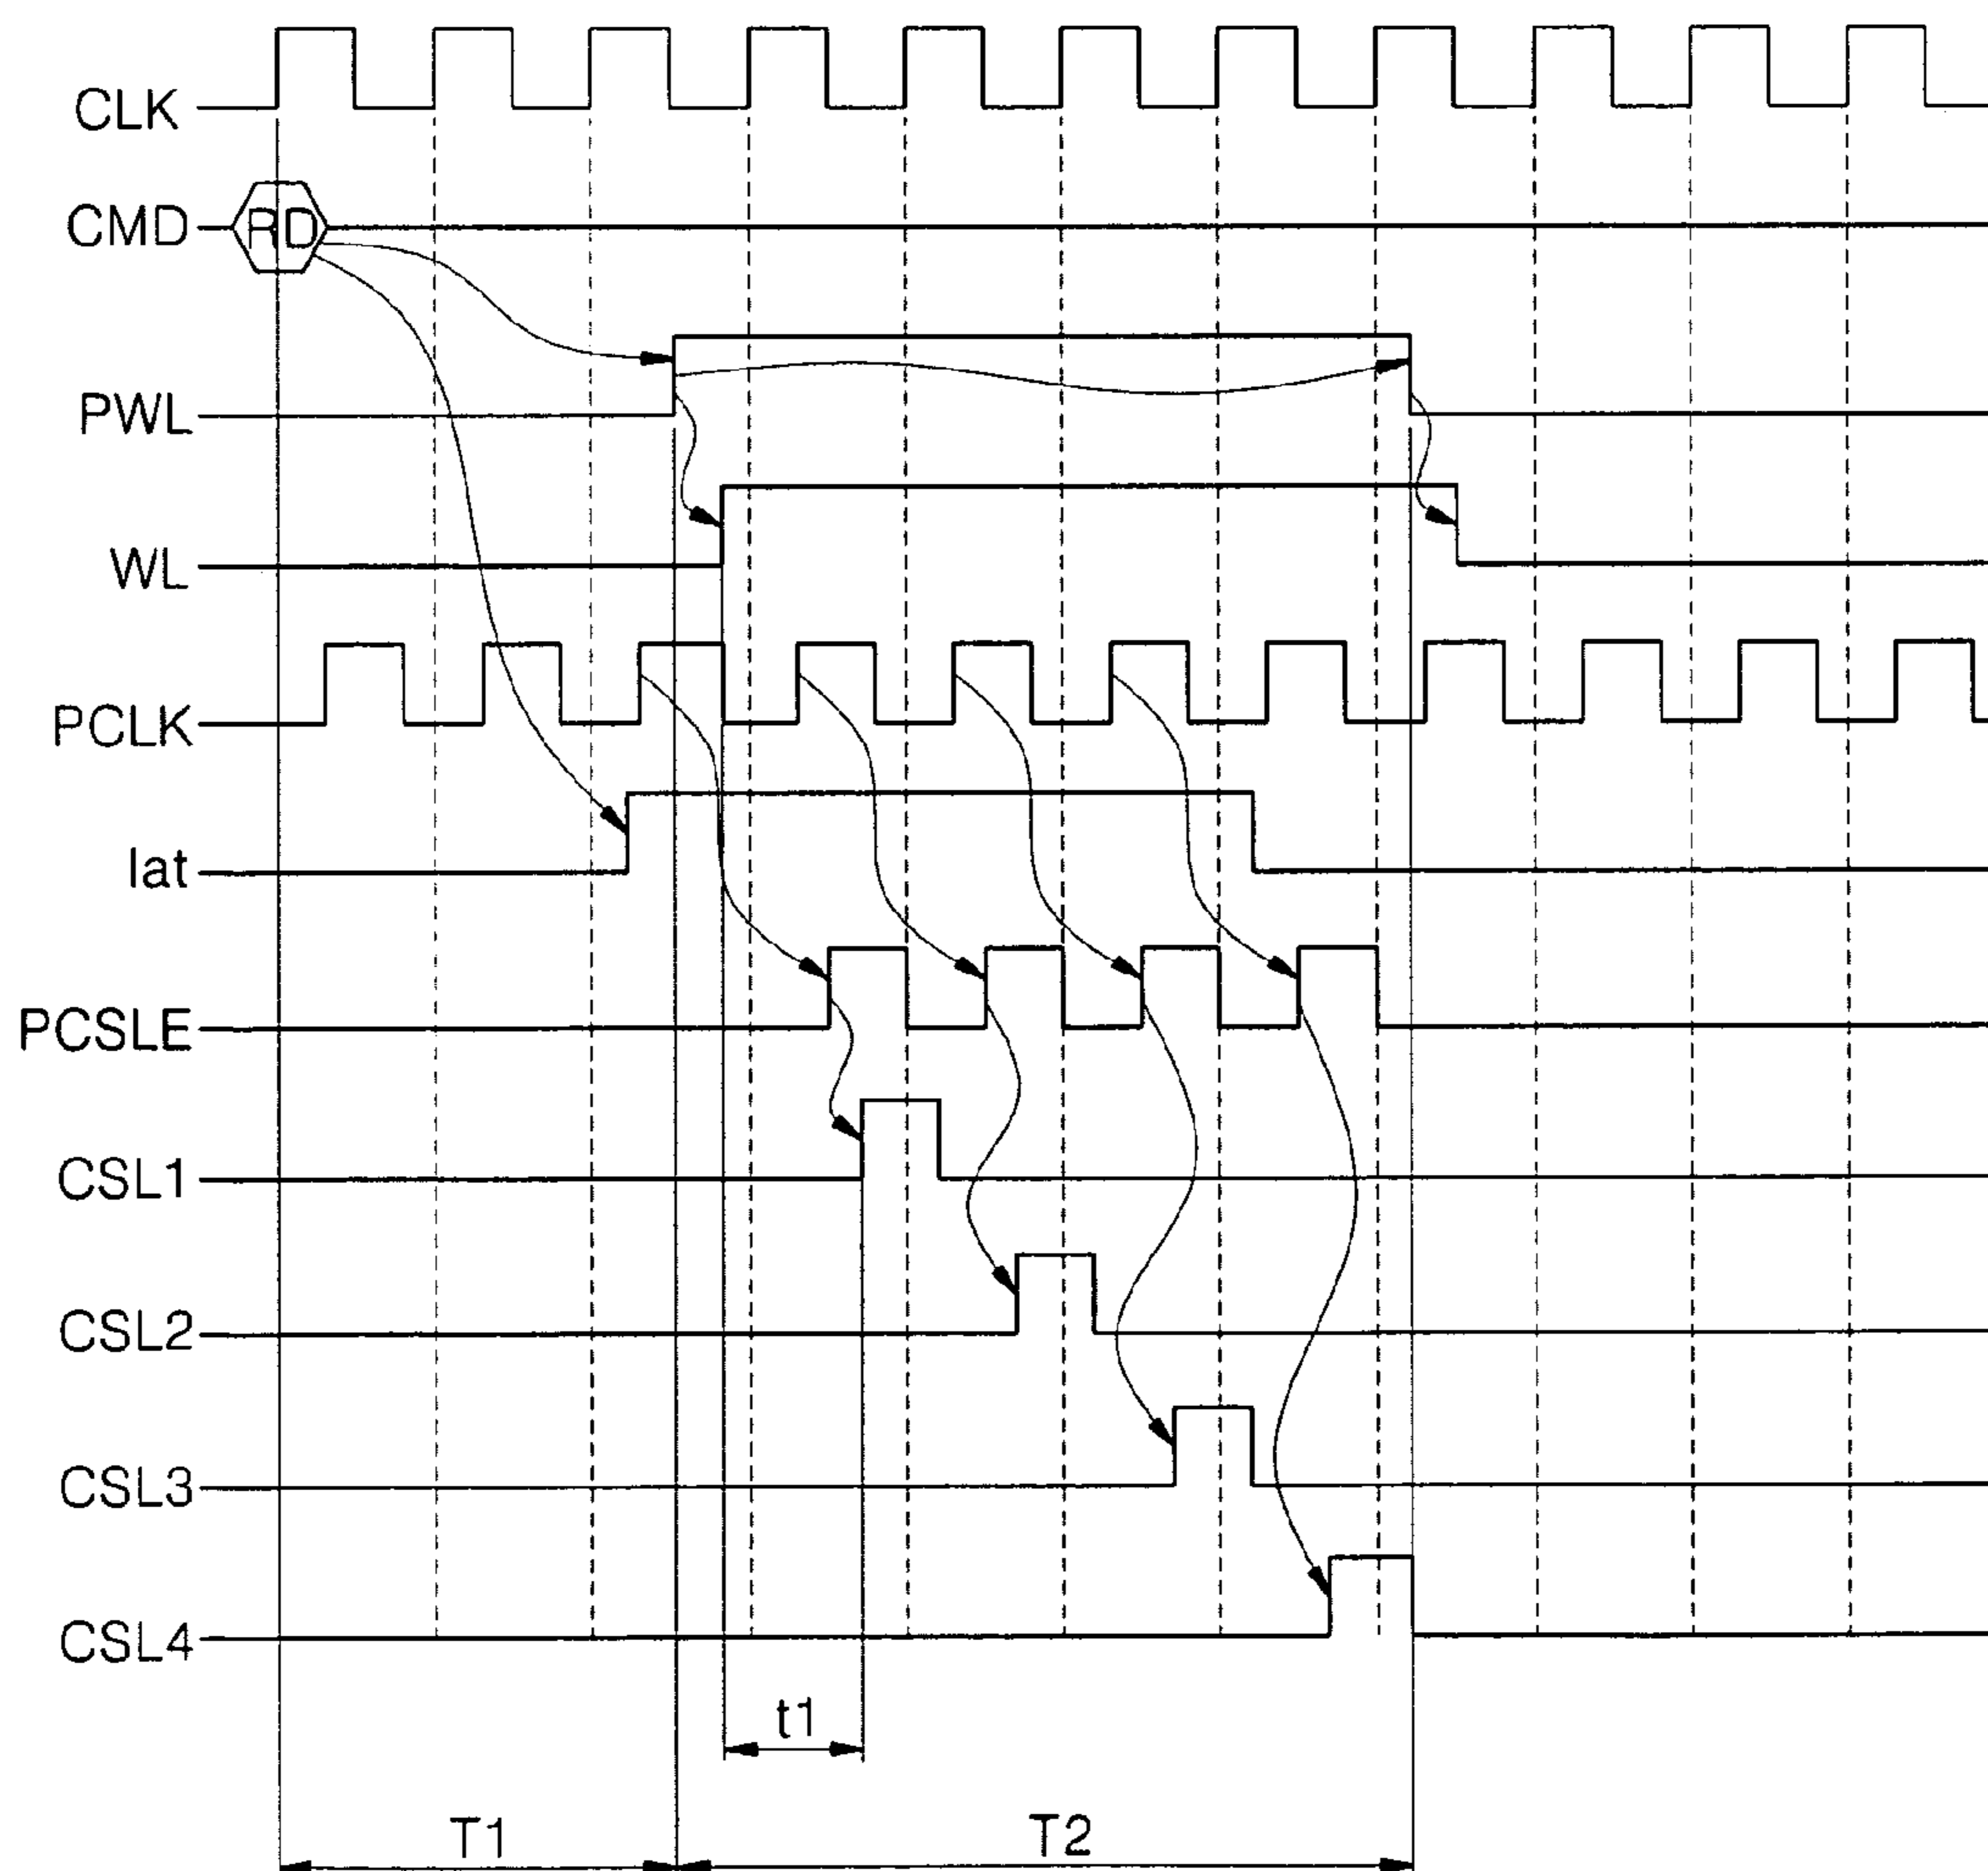 CLK
CMD
RD
PWL
WL
PCLK
lat
PCSLE
CSL1
CSL2
CSL3
CSL4
t1
T1
T2